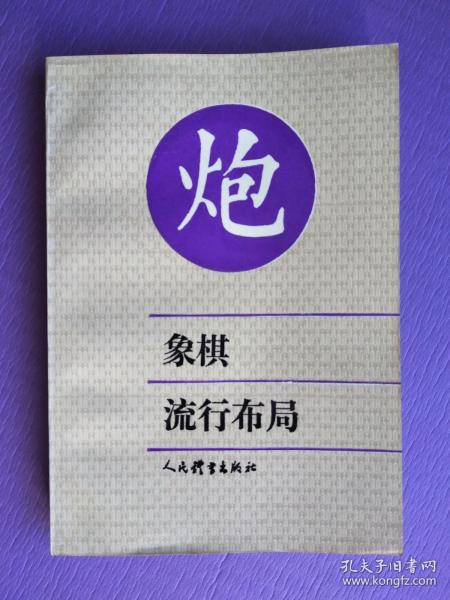 炮
象棋
流行布局
人民体育出版社
孔夫子旧书网
www.kongfz.com